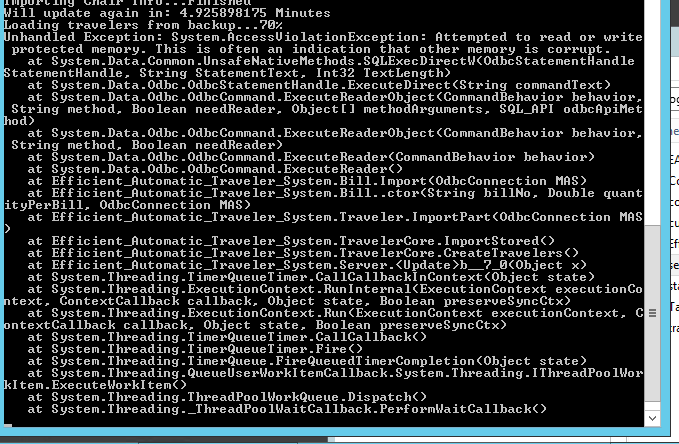 Importing Chair Info...Finished
Will update again in: 4.925898175 Minutes
Loading travelers from backup...70%
Unhandled Exception: System.AccessViolationException: Attempted to read or write
 protected memory. This is often an indication that other memory is corrupt.
   at System.Data.Common.UnsafeNativeMethods.SQLExecDirectW(OdbcStatementHandle
StatementHandle, String StatementText, Int32 TextLength)
   at System.Data.Odbc.OdbcStatementHandle.ExecuteDirect(String commandText)
   at System.Data.Odbc.OdbcCommand.ExecuteReaderObject(CommandBehavior behavior,
 String method, Boolean needReader, Object[] methodArguments, SQL_API odbcApiMet
hod)
   at System.Data.Odbc.OdbcCommand.ExecuteReaderObject(CommandBehavior behavior,
 String method, Boolean needReader)
   at System.Data.Odbc.OdbcCommand.ExecuteReader(CommandBehavior behavior)
   at System.Data.Odbc.OdbcCommand.ExecuteReader()
   at Efficient_Automatic_Traveler_System.Bill.Import(OdbcConnection MAS)
   at Efficient_Automatic_Traveler_System.Bill..ctor(String billNo, Double quant
ityPerBill, OdbcConnection MAS)
   at Efficient_Automatic_Traveler_System.Traveler.ImportPart(OdbcConnection MAS
)
   at Efficient_Automatic_Traveler_System.TravelerCore.ImportStored()
   at Efficient_Automatic_Traveler_System.TravelerCore.CreateTravelers()
   at Efficient_Automatic_Traveler_System.Server.<Update>b__7_0(Object x)
   at System.Threading.TimerQueueTimer.CallCallbackInContext(Object state)
   at System.Threading.ExecutionContext.RunInternal(ExecutionContext executionCo
ntext, ContextCallback callback, Object state, Boolean preserveSyncCtx)
   at System.Threading.ExecutionContext.Run(ExecutionContext executionContext, C
ontextCallback callback, Object state, Boolean preserveSyncCtx)
   at System.Threading.TimerQueueTimer.CallCallback()
   at System.Threading.TimerQueueTimer.Fire()
   at System.Threading.TimerQueue.FireQueuedTimerCompletion(Object state)
   at System.Threading.QueueUserWorkItemCallback.System.Threading.IThreadPoolWor
kItem.ExecuteWorkItem()
   at System.Threading.ThreadPoolWorkQueue.Dispatch()
   at System.Threading._ThreadPoolWaitCallback.PerformWaitCallback()